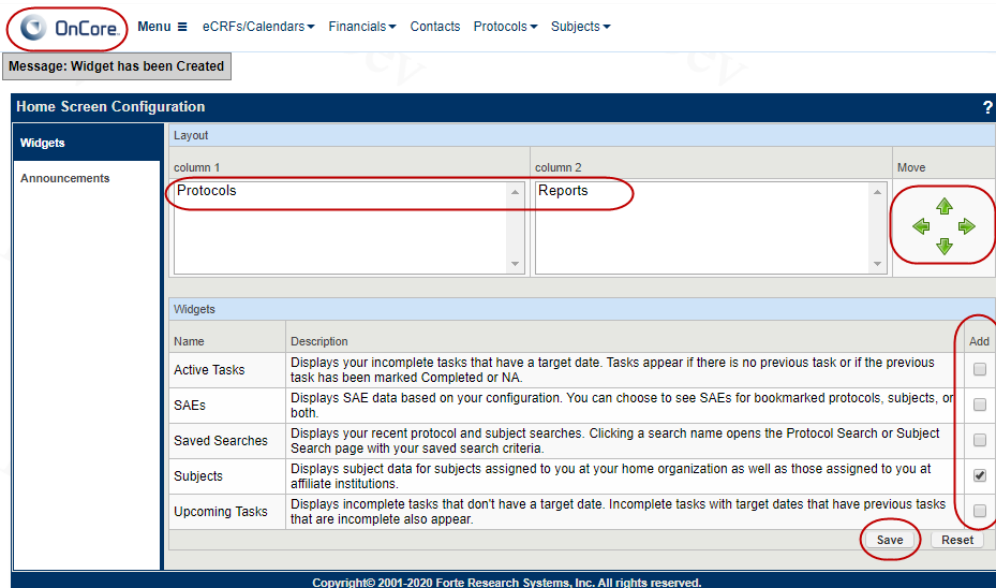 OnCore Menu ≡ eCRFs/Calendars Financials Contacts Protocols Subjects
Message: Widget has been Created
Home Screen Configuration ?
Widgets
Announcements
Layout
column 1 column 2 Move
Protocols Reports
Widgets
Name Description Add
Active Tasks Displays your incomplete tasks that have a target date. Tasks appear if there is no previous task or if the previous
task has been marked Completed or NA.
SAEs Displays SAE data based on your configuration. You can choose to see SAEs for bookmarked protocols, subjects, or
both.
Saved Searches Displays your recent protocol and subject searches. Clicking a search name opens the Protocol Search or Subject
Search page with your saved search criteria.
Subjects Displays subject data for subjects assigned to you at your home organization as well as those assigned to you at
affiliate institutions.
Upcoming Tasks Displays incomplete tasks that don't have a target date. Incomplete tasks with target dates that have previous tasks
that are incomplete also appear.
Save Reset
Copyright© 2001-2020 Forte Research Systems, Inc. All rights reserved.